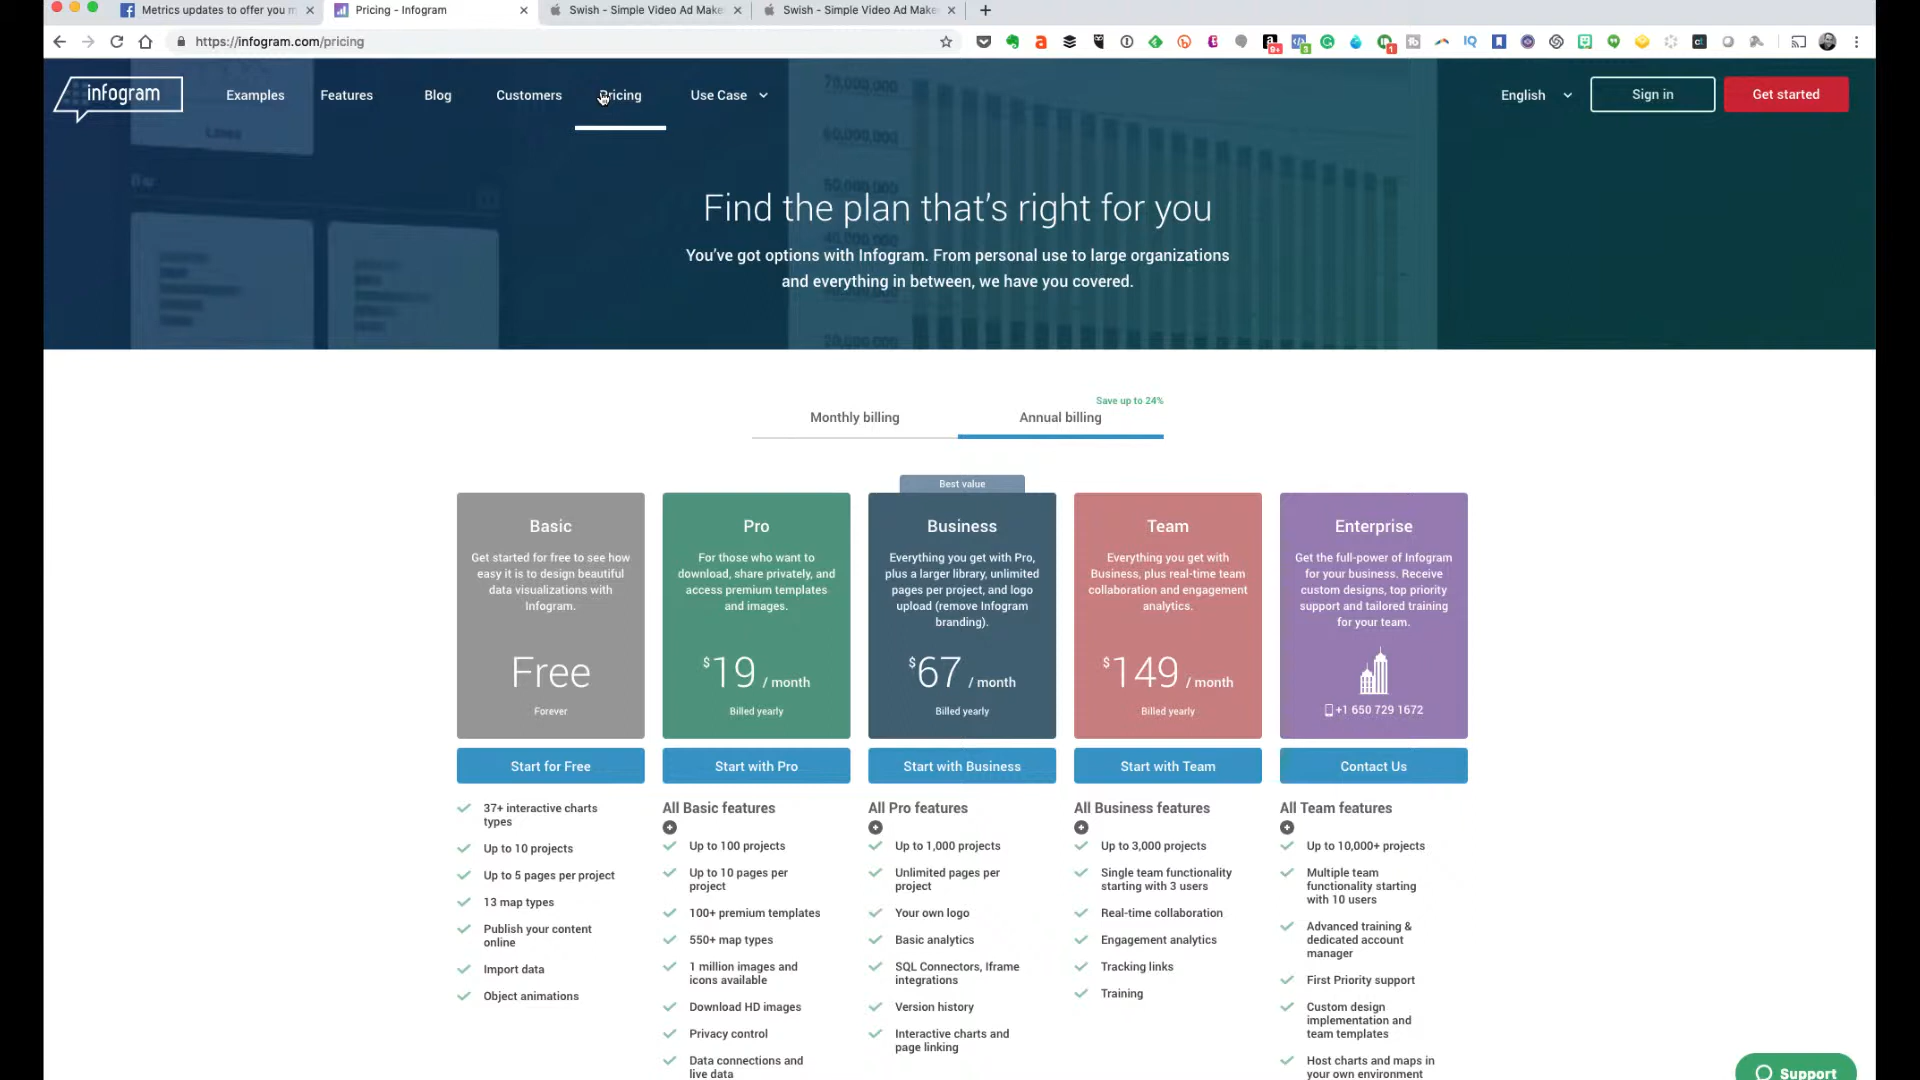 Metrics updates to offer you m
Pricing - Infogram
Swish - Simple Video Ad Make
Swish - Simple Video Ad Make
https://infogram.com/pricing
infogram
Examples
Features
Blog
Customers
Pricing
Use Case
English
Sign in
Get started
Find the plan that's right for you
You've got options with Infogram. From personal use to large organizations
and everything in between, we have you covered.
Monthly billing
Save up to 24%
Annual billing
Basic
Get started for free to see how
easy it is to design beautiful
data visualizations with
Infogram.
Free
Forever
Start for Free
37+ interactive charts
types
Up to 10 projects
Up to 5 pages per project
13 map types
Publish your content
online
Import data
Object animations
Pro
For those who want to
download, share privately, and
access premium templates
and images.
$19 / month
Billed yearly
Start with Pro
All Basic features
Up to 100 projects
Up to 10 pages per
project
100+ premium templates
550+ map types
1 million images and
icons available
Download HD images
Privacy control
Data connections and
live data
Best value
Business
Everything you get with Pro,
plus a larger library, unlimited
pages per project, and logo
upload (remove Infogram
branding).
$67 / month
Billed yearly
Start with Business
All Pro features
Up to 1,000 projects
Unlimited pages per
project
Your own logo
Basic analytics
SQL Connectors, Iframe
integrations
Version history
Interactive charts and
page linking
Team
Everything you get with
Business, plus real-time team
collaboration and engagement
analytics.
$149 / month
Billed yearly
Start with Team
All Business features
Up to 3,000 projects
Single team functionality
starting with 3 users
Real-time collaboration
Engagement analytics
Tracking links
Training
Enterprise
Get the full-power of Infogram
for your business. Receive
custom designs, top priority
support and tailored training
for your team.
+1 650 729 1672
Contact Us
All Team features
Up to 10,000+ projects
Multiple team
functionality starting
with 10 users
Advanced training &
dedicated account
manager
First Priority support
Custom design
implementation and
team templates
Host charts and maps in
your own environment
Support